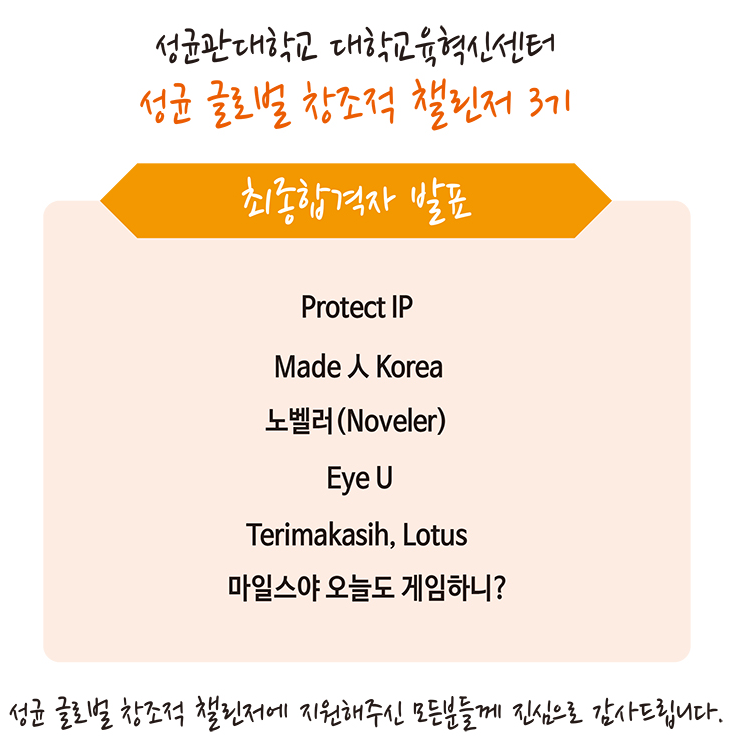 성균관대학교 대학교육혁신센터
성균 글로벌 창조적 챌린저 3기
최종합격자 발표
Protect IP
Made 人 Korea
노벨러(Noveler)
Eye U
Terimakasih, Lotus
마일스야 오늘도 게임하니?
성균 글로벌 창조적 챌린저에 지원해주신 모든분들께 진심으로 감사드립니다.